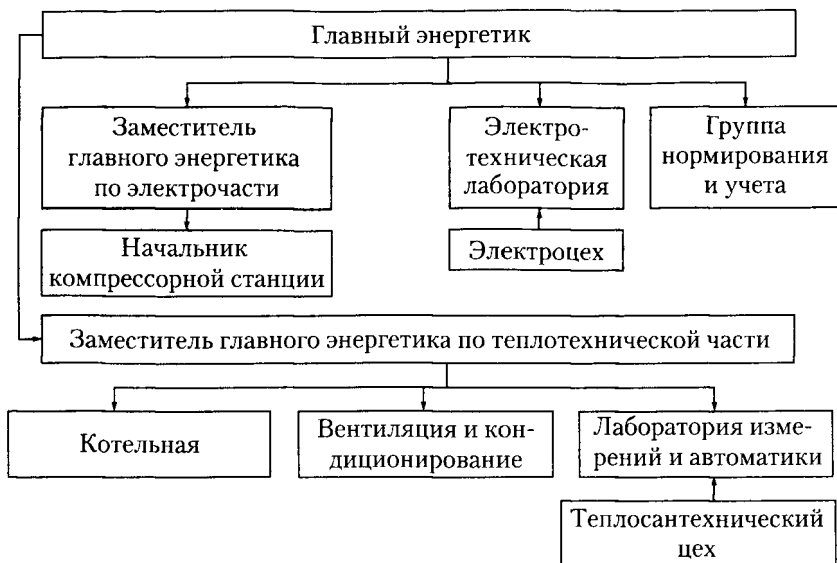 Главный энергетик
Заместитель
главного энергетика
по электрочасти
Электро-
техническая
лаборатория
Группа
нормирования
и учета
Начальник
компрессорной станции
Электроцех
Заместитель главного энергетика по теплотехнической части
Котельная
Вентиляция и кон-
диционирование
Лаборатория изме-
рений и автоматики
Теплосантехнический
цех